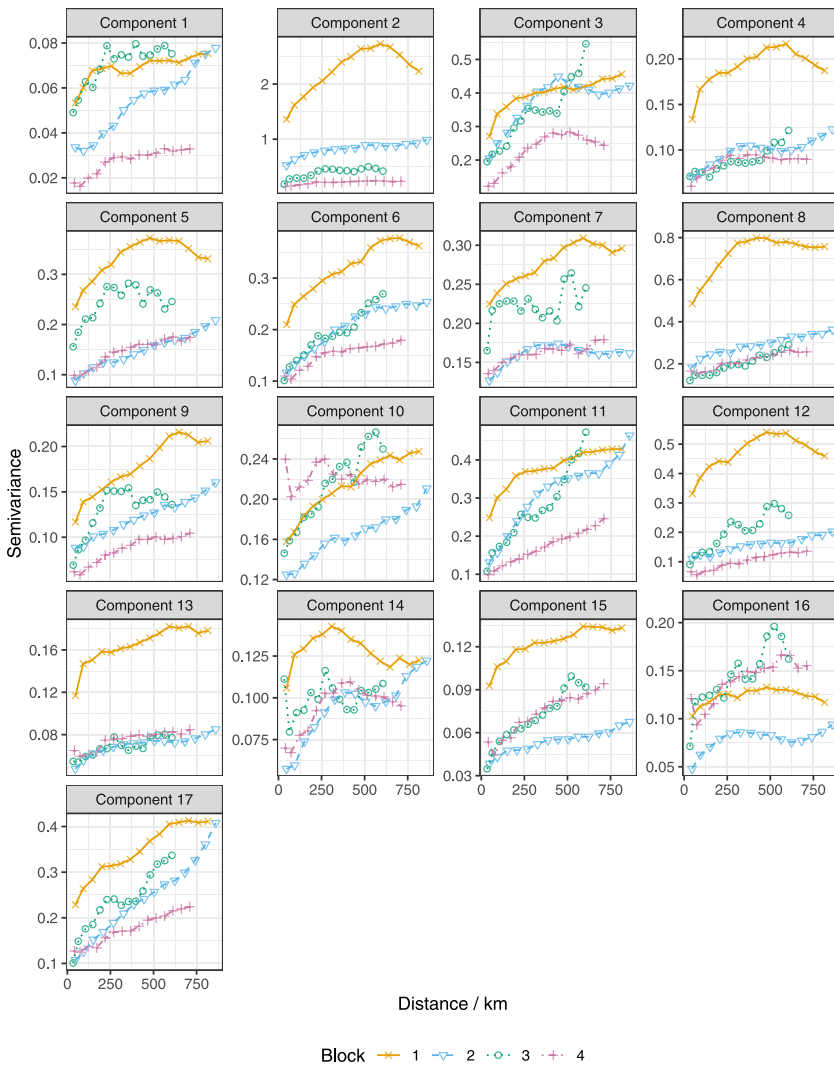 Component 1 Component 2 Component 3 Component 4
0.08 0.06 0.04 0.02
2 1
0.5 0.4 0.3 0.2
0.20 0.15 0.10
Component 5 Component 6 Component 7 Component 8
0.3 0.2 0.1
0.3 0.2 0.1
0.30 0.25 0.20 0.15
0.8 0.6 0.4 0.2
Semivariance
Component 9 Component 10 Component 11 Component 12
0.20 0.15 0.10
0.24 0.20 0.16 0.12
0.4 0.3 0.2 0.1
0.5 0.4 0.3 0.2 0.1
Component 13 Component 14 Component 15 Component 16
0.16 0.12 0.08
0.125 0.100 0.075
0.12 0.09 0.06 0.03
0.20 0.15 0.10 0.05
0 250 500 750 0 250 500 750 0 250 500 750
Component 17
0.4 0.3 0.2 0.1
0 250 500 750
Distance / km
Block 1 2 3 4